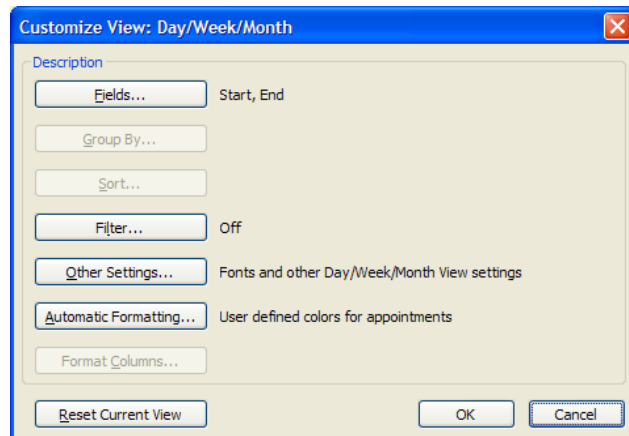 Customize View: Day/Week/Month
Description
Fields... Start, End
Group By...
Sort...
Filter... Off
Other Settings... Fonts and other Day/Week/Month View settings
Automatic Formatting... User defined colors for appointments
Format Columns...
Reset Current View OK Cancel